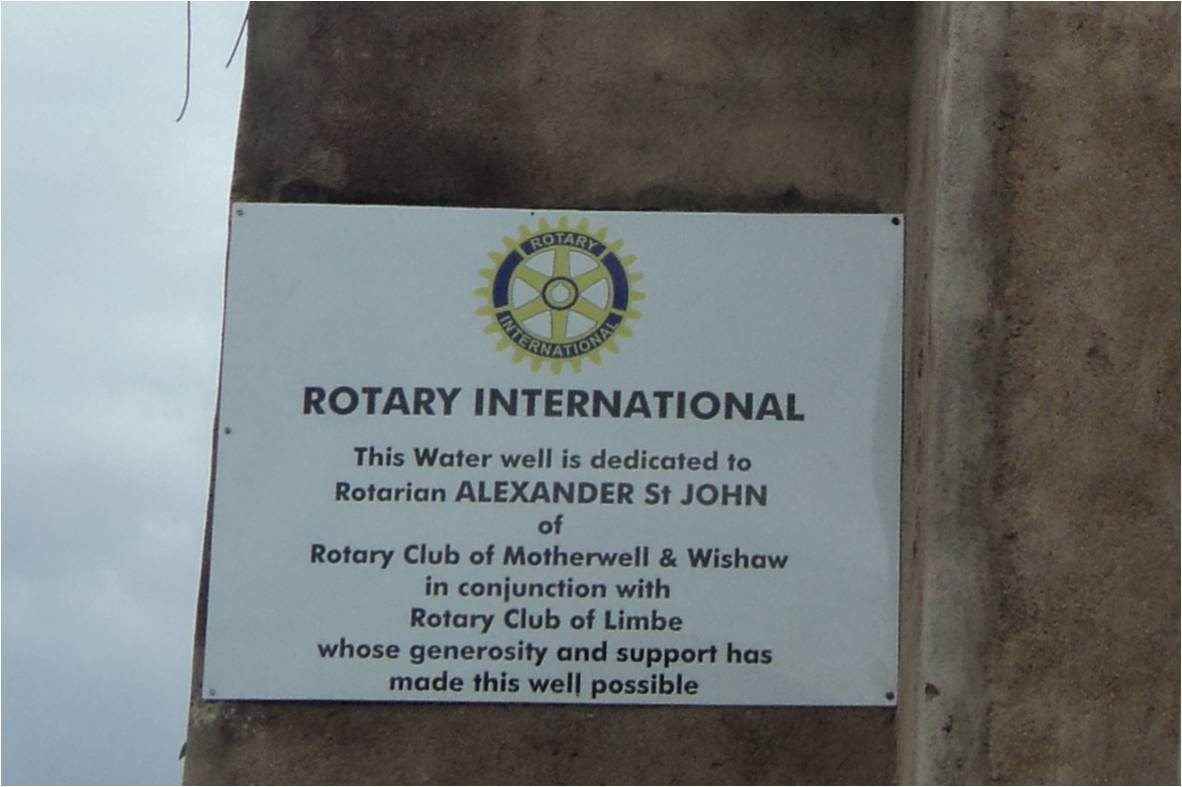 ROTARY
INTERNATIONAL
ROTARY INTERNATIONAL
This Water well is dedicated to
Rotarian ALEXANDER St JOHN
of
Rotary Club of Motherwell & Wishaw
in conjunction with
Rotary Club of Limbe
whose generosity and support has
made this well possible